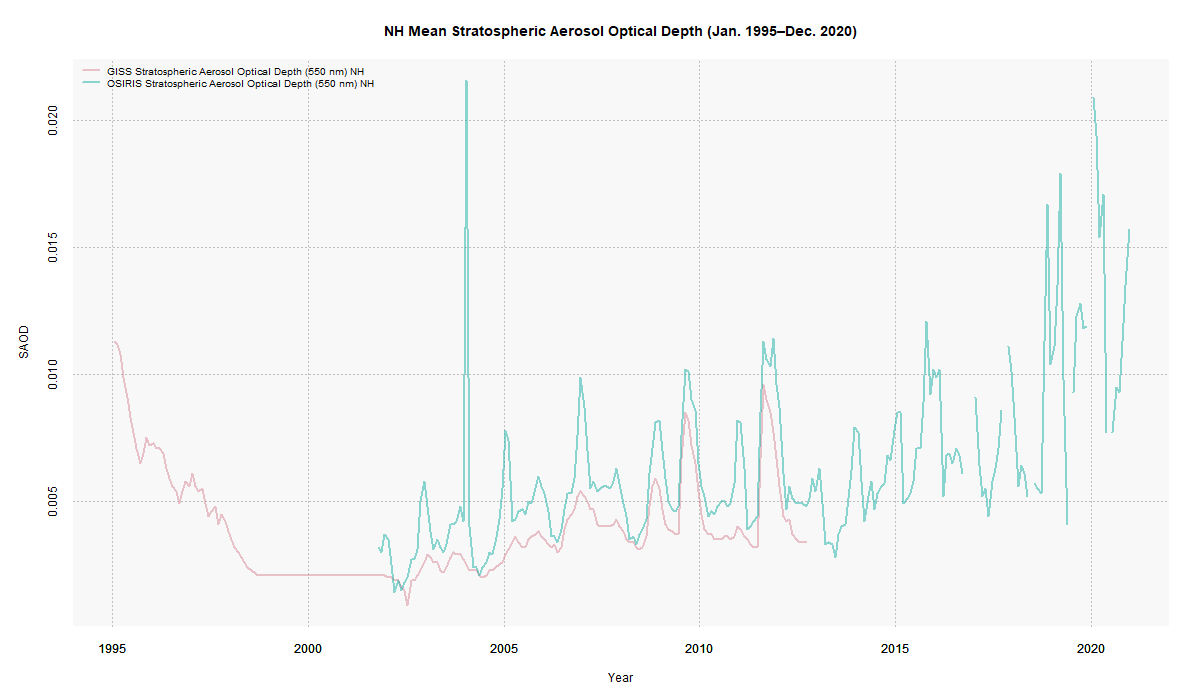 NH Mean Stratospheric Aerosol Optical Depth (Jan. 1995–Dec. 2020)
GISS Stratospheric Aerosol Optical Depth (550 nm) NH
OSIRIS Stratospheric Aerosol Optical Depth (550 nm) NH
0.020
0.015
0.010
0.005
SAOD
1995 2000 2005 2010 2015 2020
Year